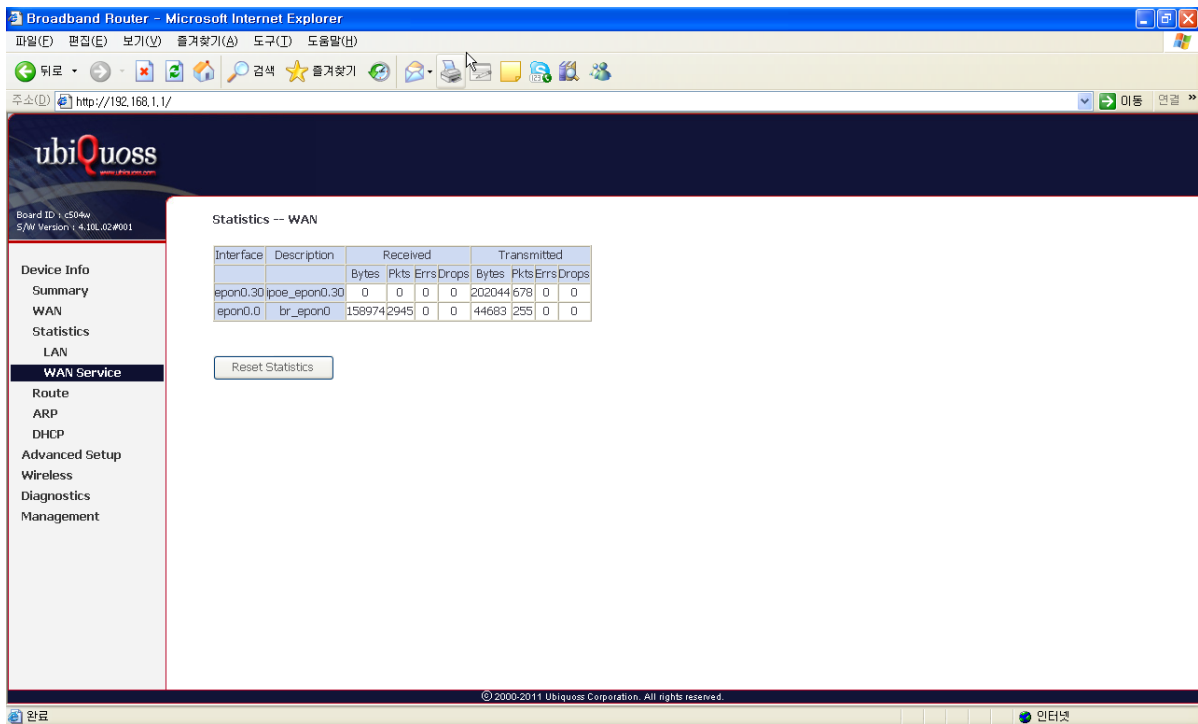 Broadband Router - Microsoft Internet Explorer
파일(F) 편집(E) 보기(V) 즐겨찾기(A) 도구(T) 도움말(H)
뒤로 검색 즐겨찾기
주소(D) http://192.168.1.1/ 이동 연결 »
ubiQuoss
www.ubiquoss.com
Board ID : c504w
S/W Version : 4.10L.02#001
Device Info
Summary
WAN
Statistics
LAN
WAN Service
Route
ARP
DHCP
Advanced Setup
Wireless
Diagnostics
Management
Statistics -- WAN
Interface Description Received Transmitted
Bytes Pkts Errs Drops Bytes Pkts Errs Drops
epon0.30 ipoe_epon0.30 0 0 0 0 202044 678 0 0
epon0.0 br_epon0 158974 2945 0 0 44683 255 0 0
Reset Statistics
© 2000-2011 Ubiquoss Corporation. All rights reserved.
완료 인터넷